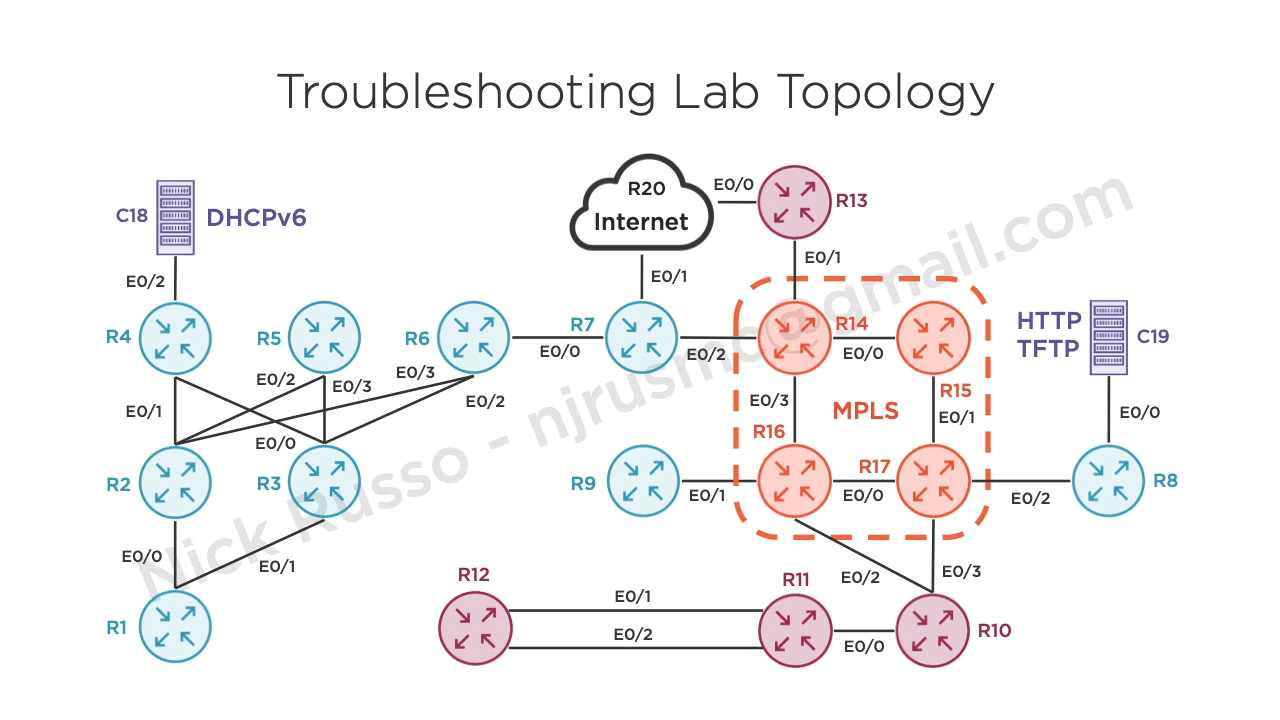 Troubleshooting Lab Topology
R20
Internet
E0/0
R13
C18
DHCPv6
E0/1
E0/1
E0/2
R4
R5
R6
R7
R14
HTTP
TFTP
C19
E0/0
E0/2
E0/0
E0/2
E0/3
E0/3
R15
E0/1
E0/2
E0/3
MPLS
E0/1
E0/0
R16
E0/0
R2
R3
R9
R17
R8
E0/1
E0/0
E0/2
E0/0
E0/1
R12
R11
E0/2
E0/3
E0/1
R1
E0/2
E0/0
R10
Nick Russo - njrusmc@gmail.com